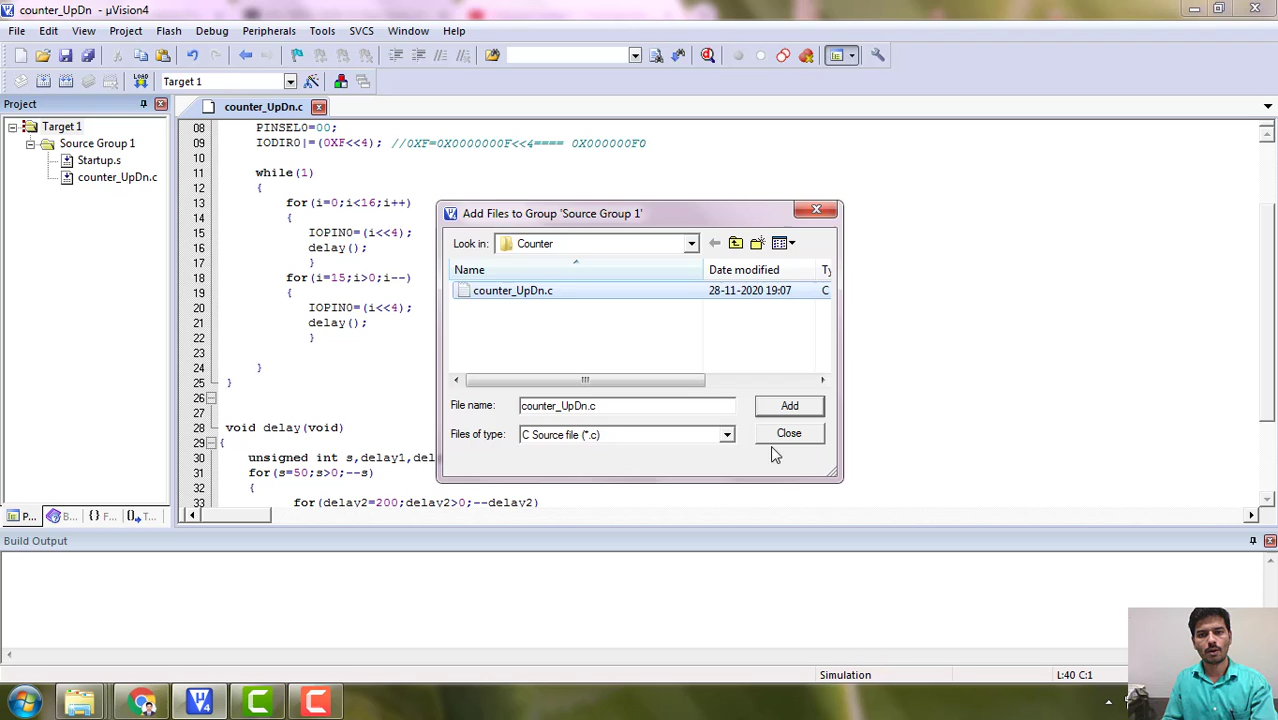 counter_UpDn - µVision4
File Edit View Project Flash Debug Peripherals Tools SVCS Window Help
LOAD Target 1
Project
counter_UpDn.c
Target 1
Source Group 1
Startup.s
counter_UpDn.c
08 PINSEL0=00;
09 IODIR0|=(0XF<<4); //0XF=0X0000000F<<4==== 0X000000F0
10
11 while(1)
12 {
13 for(i=0;i<16;i++)
14 {
15 IOPIN0=(i<<4);
16 delay();
17 }
18 for(i=15;i>0;i--)
19 {
20 IOPIN0=(i<<4);
21 delay();
22 }
23
24 }
25 }
26
27
28 void delay(void)
29 {
30 unsigned int s,delay1,del
31 for(s=50;s>0;--s)
32 {
33 for(delay2=200;delay2>0;--delay2)
Add Files to Group 'Source Group 1'
Look in: Counter
Name Date modified Ty
counter_UpDn.c 28-11-2020 19:07 C
File name: counter_UpDn.c Add
Files of type: C Source file (*.c) Close
P... B... {} F... T...
Build Output
Simulation L:40 C:1